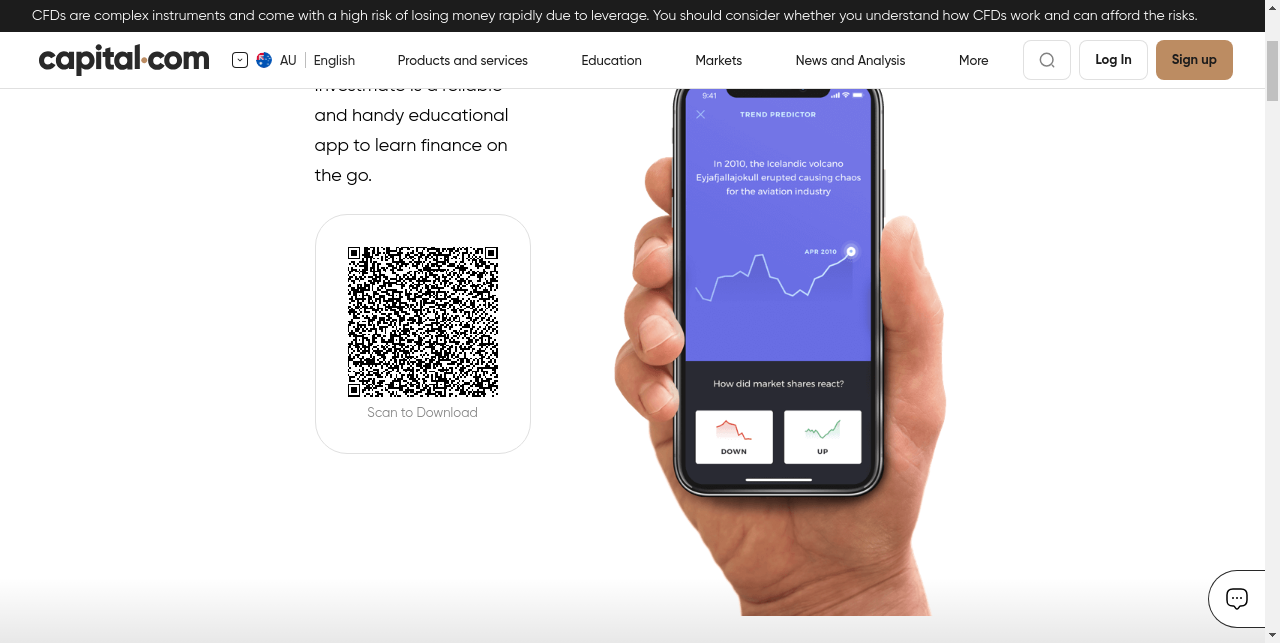 CFDs are complex instruments and come with a high risk of losing money rapidly due to leverage. You should consider whether you understand how CFDs work and can afford the risks.
capital.com
AU
English
Products and services
Education
Markets
News and Analysis
More
Log In
Sign up
Investmate is a reliable
and handy educational
app to learn finance on
the go.
Scan to Download
9:41
TREND PREDICTOR
In 2010, the Icelandic volcano
Eyjafjallajokull erupted causing chaos
for the aviation industry
APR 2010
How did market shares react?
DOWN
UP